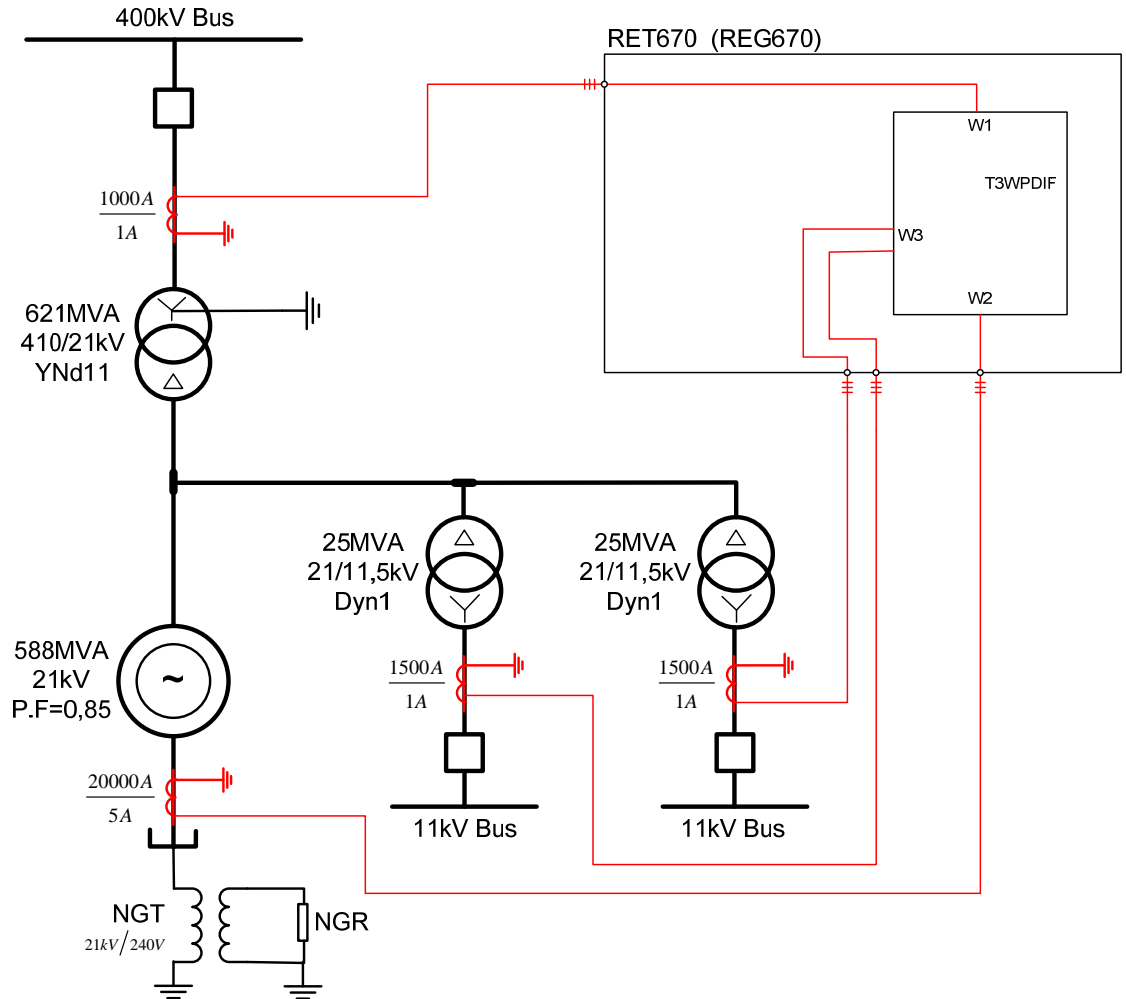 400kV Bus
RET670 (REG670)
W1
T3WPDIF
W3
W2
1000A
1A
621MVA
410/21kV
YNd11
25MVA
21/11,5kV
Dyn1
25MVA
21/11,5kV
Dyn1
588MVA
21kV
P.F=0,85
~
1500A
1A
1500A
1A
20000A
5A
11kV Bus
11kV Bus
NGT
21kV/240V
NGR